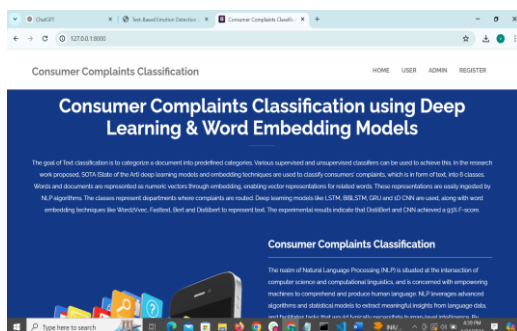 ChatGPT
Text-Based Emotion Detection -
Consumer Complaints Classific
127.0.0.1:8000
Consumer Complaints Classification
HOME USER ADMIN REGISTER
Consumer Complaints Classification using Deep
Learning & Word Embedding Models
The goal of Text classification is to categorize a document into predefined categories. Various supervised and unsupervised classifiers can be used to achieve this. In the research
work proposed, SOTA (State of the Art) deep learning models and embedding techniques are used to classify consumers' complaints, which is in form of text, into 6 classes.
Words and documents are represented as numeric vectors through embedding, enabling vector representations for related words. These representations are easily ingested by
NLP algorithms. The classes represent departments where complaints are routed. Deep learning models like LSTM, BBLSTM, GRU and 1D CNN are used, along with word
embedding techniques like Word2Vec, Fasttext, Bert and Distilbert to represent text. The experimental results indicate that DistilBert and CNN achieved a 93% F-score.
Consumer Complaints Classification
The realm of Natural Language Processing (NLP) is situated at the intersection of
computer science and computational linguistics, and is concerned with empowering
machines to comprehend and produce human language. NLP leverages advanced
algorithms and statistical models to extract meaningful insights from language data,
Type here to search
INR/...
4:39 PM